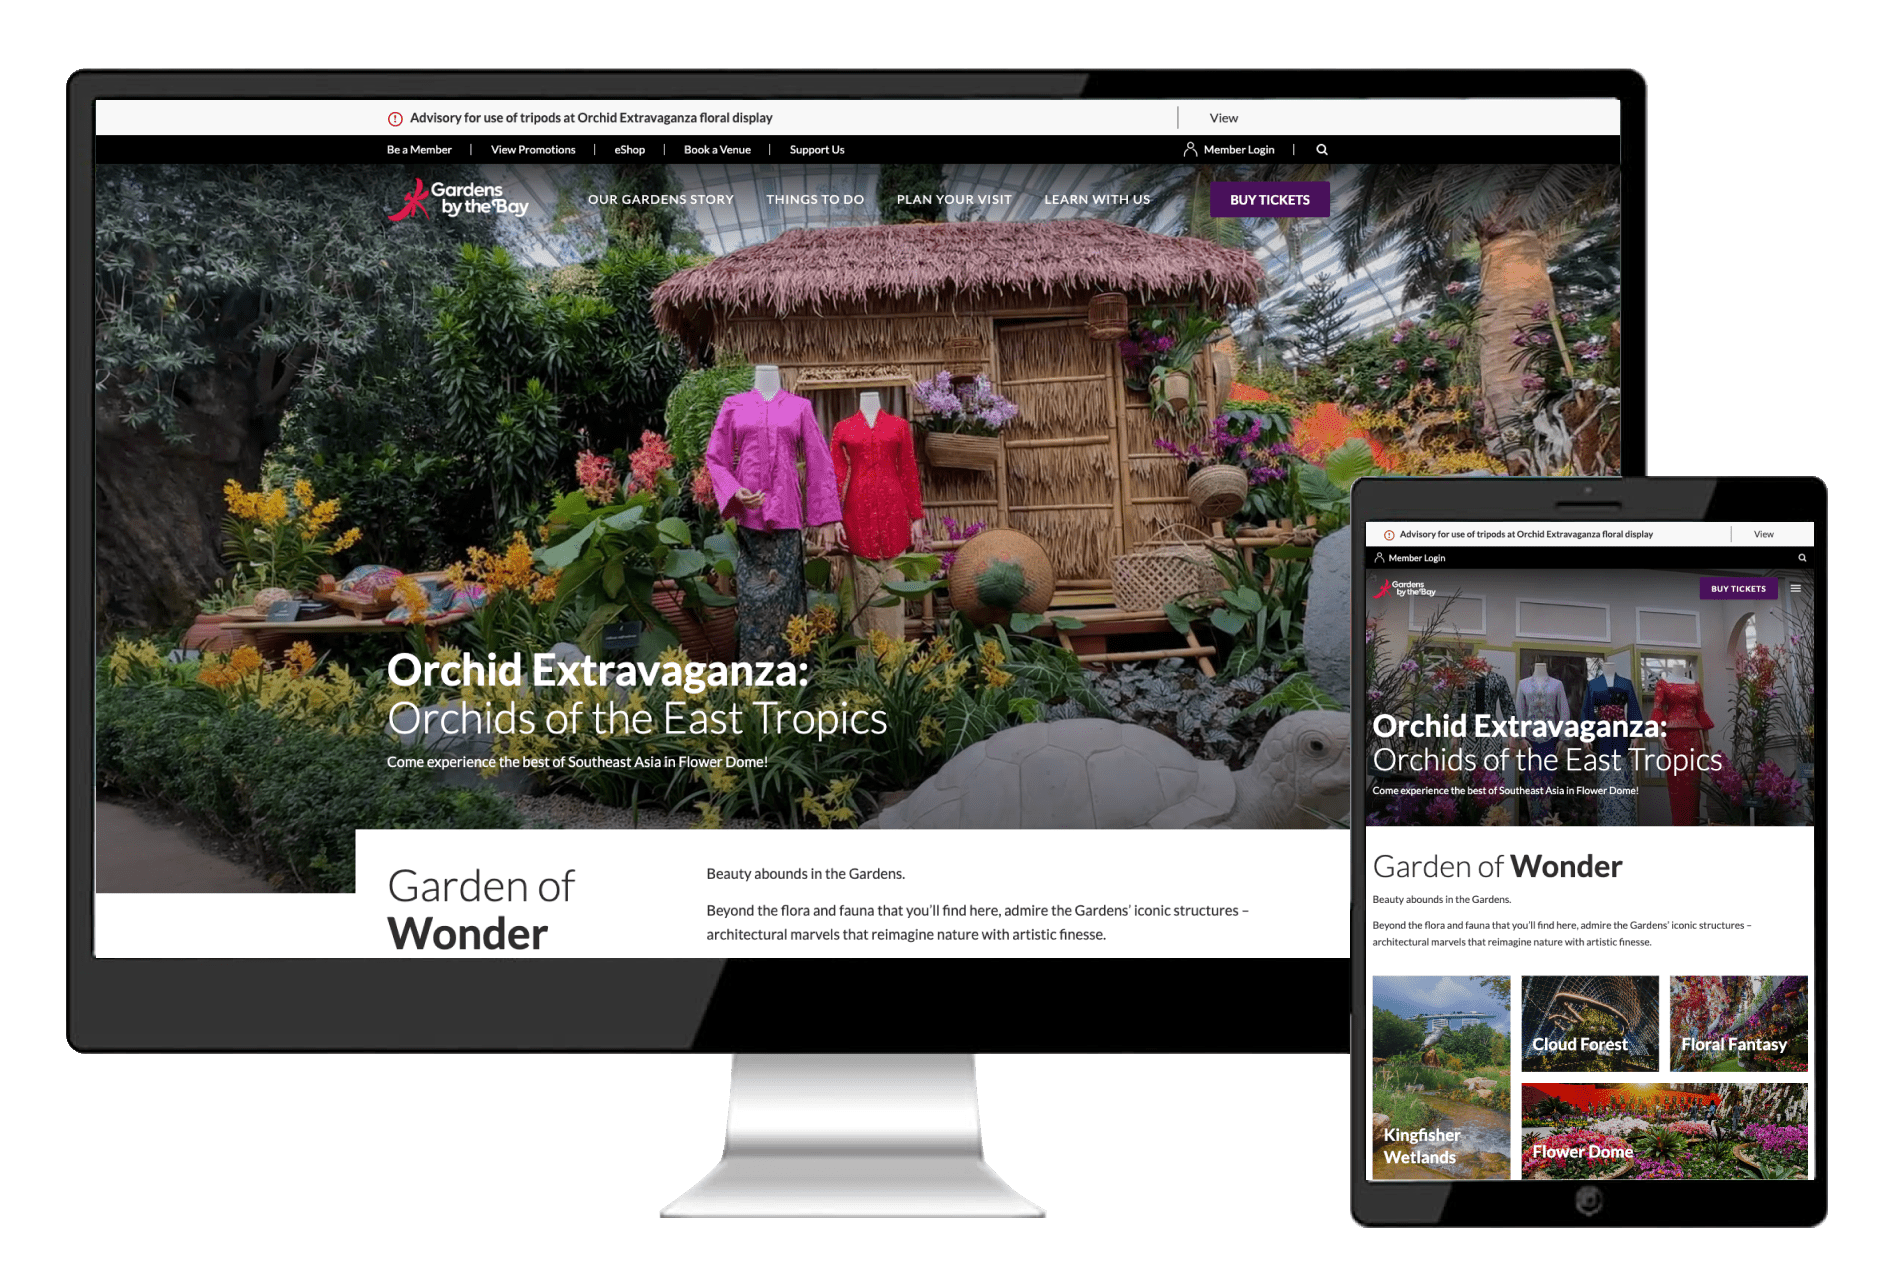 Advisory for use of tripods at Orchid Extravaganza floral display
View
Be a Member | View Promotions | eShop | Book a Venue | Support Us
Member Login |
Gardens
by the Bay
OUR GARDENS STORY THINGS TO DO PLAN YOUR VISIT LEARN WITH US
BUY TICKETS
Orchid Extravaganza:
Orchids of the East Tropics
Come experience the best of Southeast Asia in Flower Dome!
Garden of
Wonder
Beauty abounds in the Gardens.
Beyond the flora and fauna that you’ll find here, admire the Gardens’ iconic structures –
architectural marvels that reimagine nature with artistic finesse.
Advisory for use of tripods at Orchid Extravaganza floral display
View
Member Login
Gardens
by the Bay
BUY TICKETS
Orchid Extravaganza:
Orchids of the East Tropics
Come experience the best of Southeast Asia in Flower Dome!
Garden of Wonder
Beauty abounds in the Gardens.
Beyond the flora and fauna that you’ll find here, admire the Gardens’ iconic structures –
architectural marvels that reimagine nature with artistic finesse.
Cloud Forest
Floral Fantasy
Kingfisher
Wetlands
Flower Dome